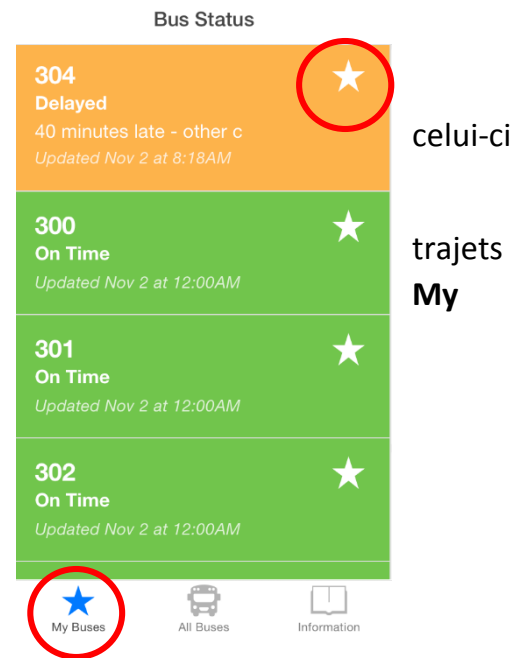 Bus Status
304
Delayed
40 minutes late - other c
Updated Nov 2 at 8:18AM
celui-ci
300
On Time
Updated Nov 2 at 12:00AM
trajets
My
301
On Time
Updated Nov 2 at 12:00AM
302
On Time
Updated Nov 2 at 12:00AM
My Buses
All Buses
Information